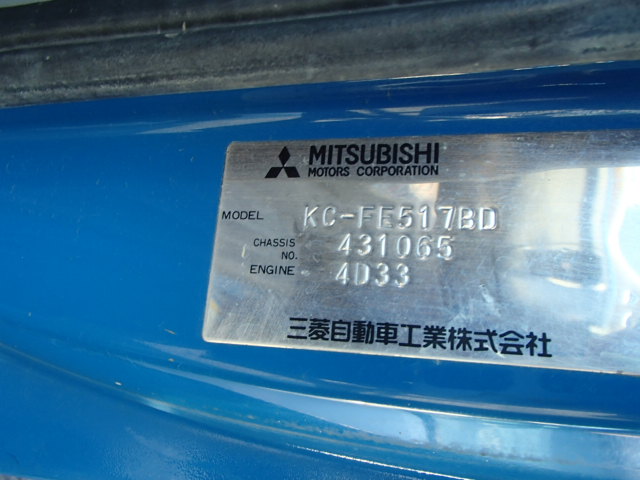 MITSUBISHI
MOTORS CORPORATION
MODEL KC-FE517BD
CHASSIS NO. 431065
ENGINE 4D33
三菱自動車工業株式会社